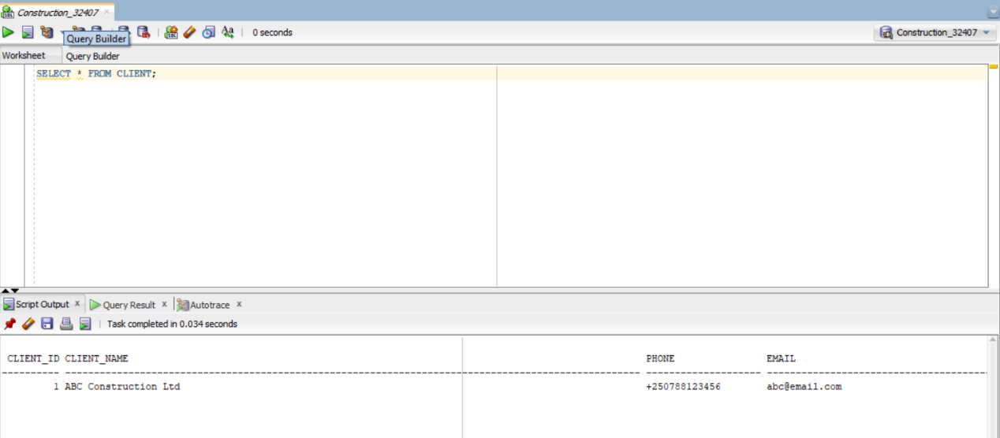 Construction_32407
0 seconds
Construction_32407
Query Builder
Worksheet Query Builder
SELECT * FROM CLIENT;
Script Output x Query Result x Autotrace x
Task completed in 0.034 seconds
CLIENT_ID CLIENT_NAME PHONE EMAIL
1 ABC Construction Ltd +250788123456 abc@email.com